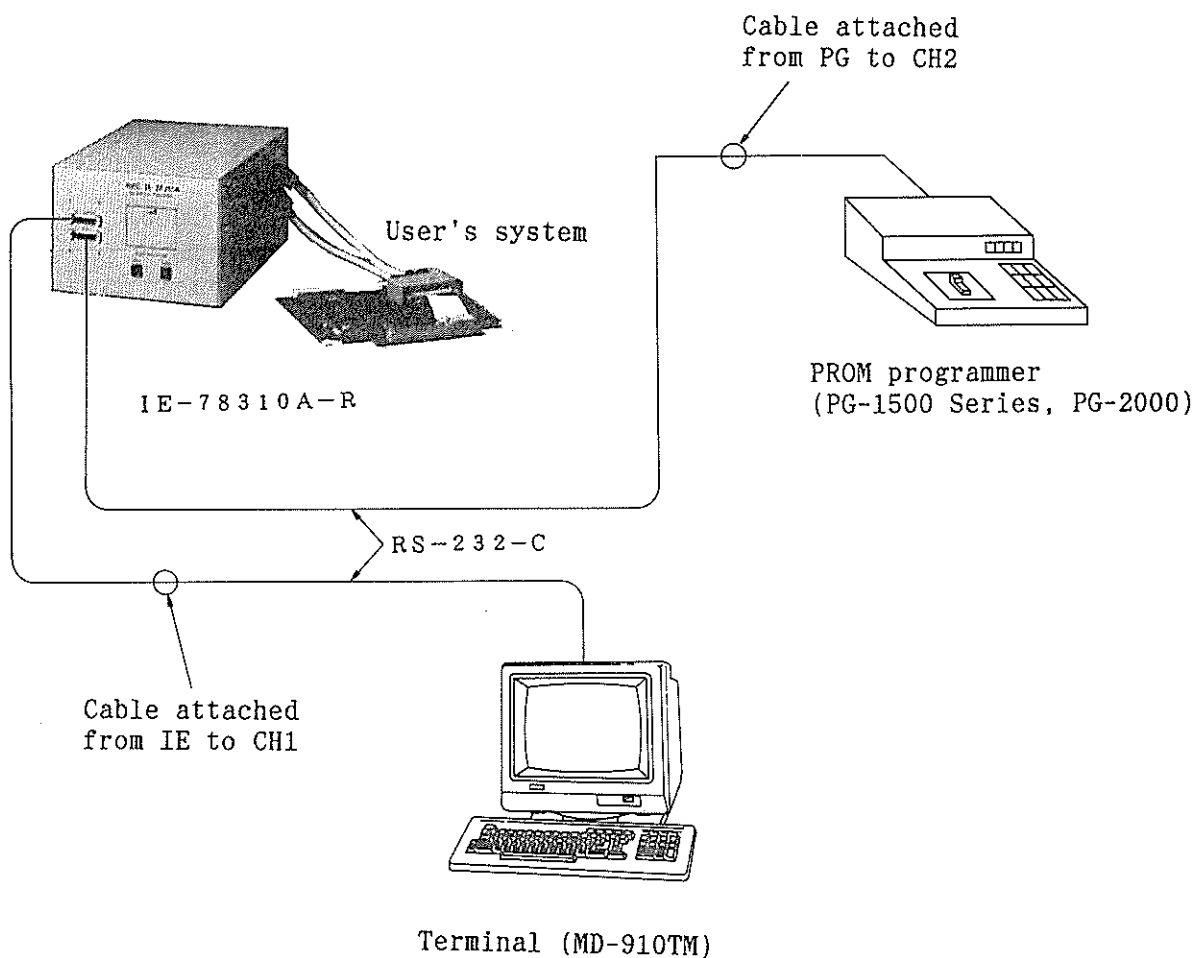 Cable attached
from PG to CH2
User's system
IE-78310A-R
PROM programmer
(PG-1500 Series, PG-2000)
RS-232-C
Cable attached
from IE to CH1
Terminal (MD-910TM)